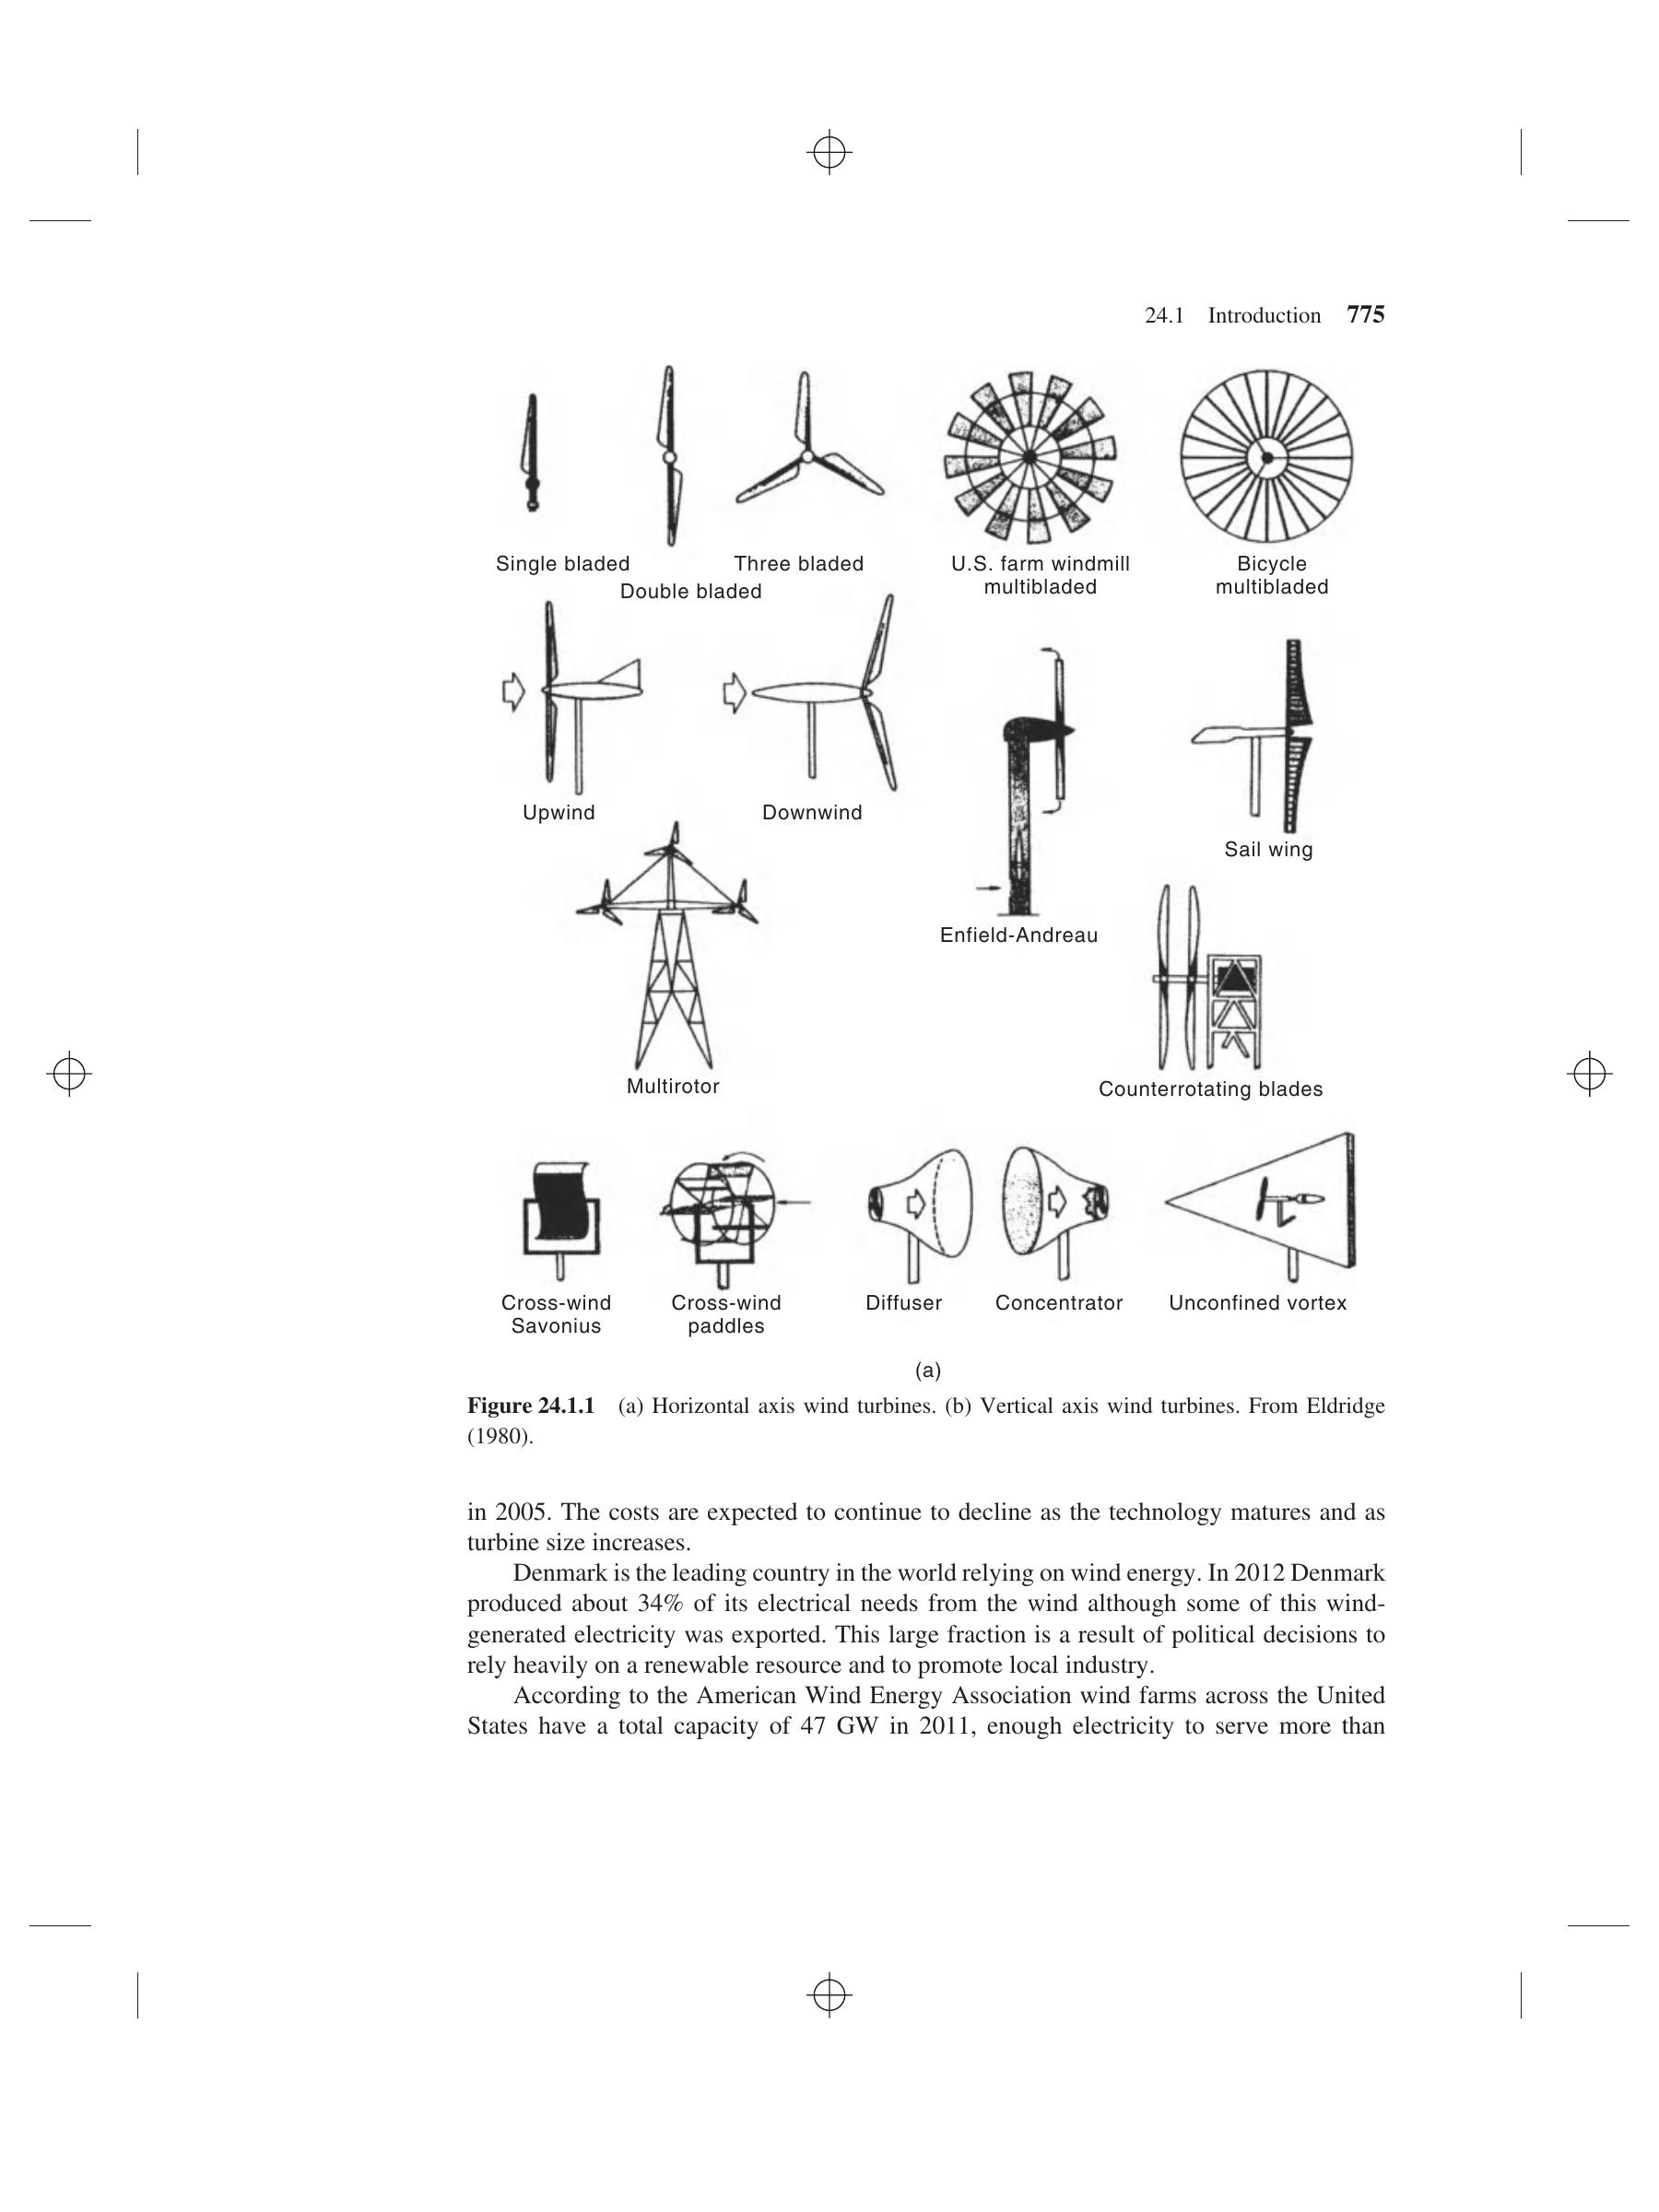 24.1 Introduction 775
Single bladed
Double bladed
Three bladed
U.S. farm windmill
multibladed
Bicycle
multibladed
Upwind
Downwind
Enfield-Andreau
Sail wing
Multirotor
Counterrotating blades
Cross-wind
Savonius
Cross-wind
paddles
Diffuser
Concentrator
Unconfined vortex
(a)
Figure 24.1.1 (a) Horizontal axis wind turbines. (b) Vertical axis wind turbines. From Eldridge
(1980).
in 2005. The costs are expected to continue to decline as the technology matures and as
turbine size increases.
Denmark is the leading country in the world relying on wind energy. In 2012 Denmark
produced about 34% of its electrical needs from the wind although some of this wind-
generated electricity was exported. This large fraction is a result of political decisions to
rely heavily on a renewable resource and to promote local industry.
According to the American Wind Energy Association wind farms across the United
States have a total capacity of 47 GW in 2011, enough electricity to serve more than